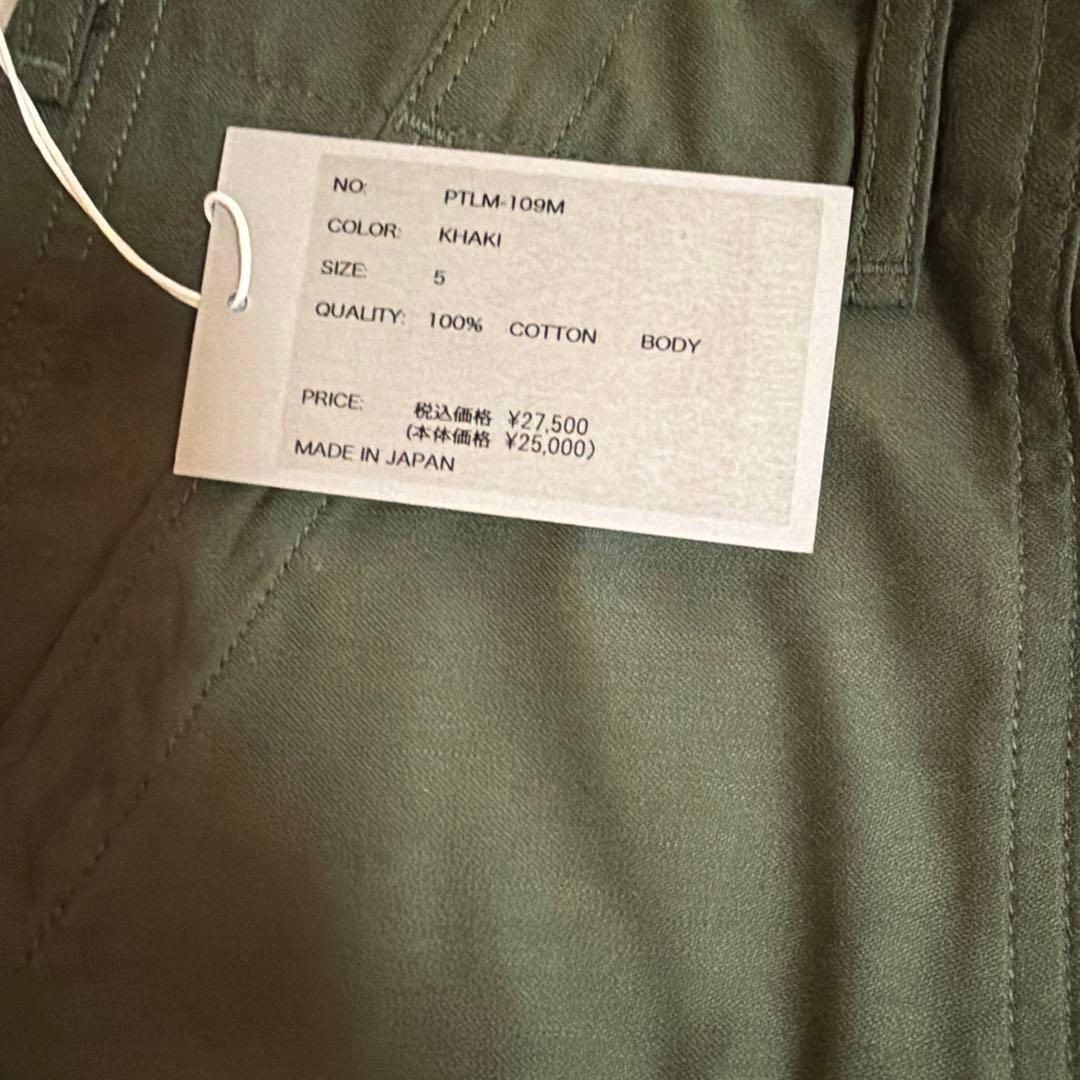 NO: PTLM-109M
COLOR: KHAKI
SIZE: 5
QUALITY: 100% COTTON BODY
PRICE: 税込価格 ¥27,500
(本体価格 ¥25,000)
MADE IN JAPAN